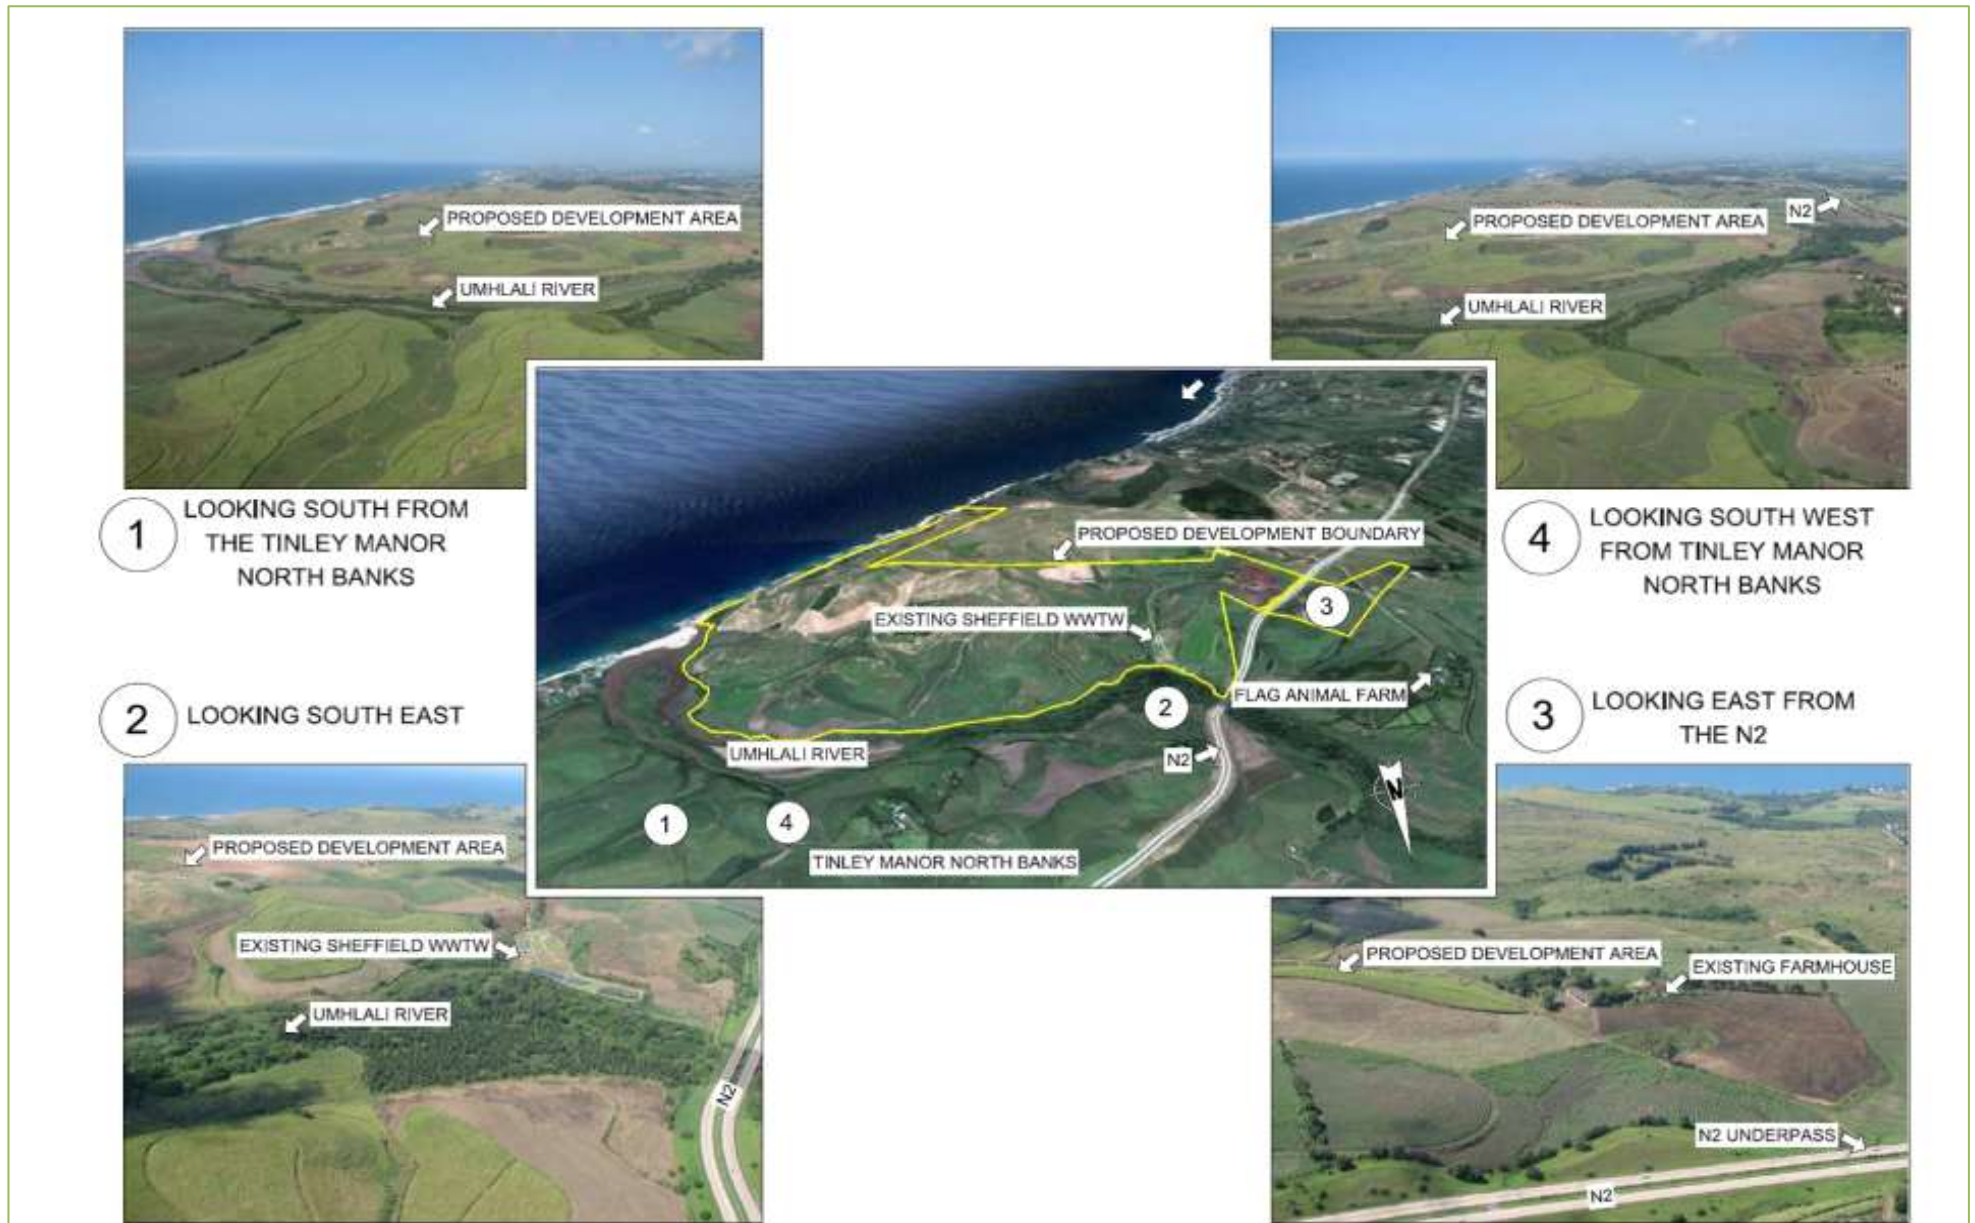 PROPOSED DEVELOPMENT AREA
UMHLALI RIVER
1
LOOKING SOUTH FROM
THE TINLEY MANOR
NORTH BANKS
N2
PROPOSED DEVELOPMENT AREA
UMHLALI RIVER
4
LOOKING SOUTH WEST
FROM TINLEY MANOR
NORTH BANKS
PROPOSED DEVELOPMENT BOUNDARY
3
EXISTING SHEFFIELD WWTW
FLAG ANIMAL FARM
2
UMHLALI RIVER
N2
N
1
4
TINLEY MANOR NORTH BANKS
2
LOOKING SOUTH EAST
PROPOSED DEVELOPMENT AREA
EXISTING SHEFFIELD WWTW
UMHLALI RIVER
N2
3
LOOKING EAST FROM
THE N2
PROPOSED DEVELOPMENT AREA
EXISTING FARMHOUSE
N2 UNDERPASS
N2